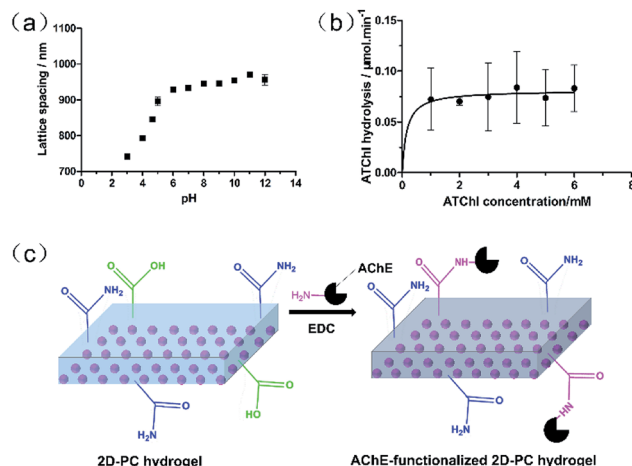 (a)
Lattice spacing / nm
1100
1000
900
800
700
0 2 4 6 8 10 12 14
pH
(b)
ATChI hydrolysis / μmol.min⁻¹
0.15
0.10
0.05
0.00
0 2 4 6 8
ATChI concentration/mM
(c)
O OH
O NH₂
O NH₂
O NH₂
O HO
2D-PC hydrogel
H₂N
AChE
EDC
O NH
O NH₂
O NH₂
O NH₂
O HN
AChE-functionalized 2D-PC hydrogel